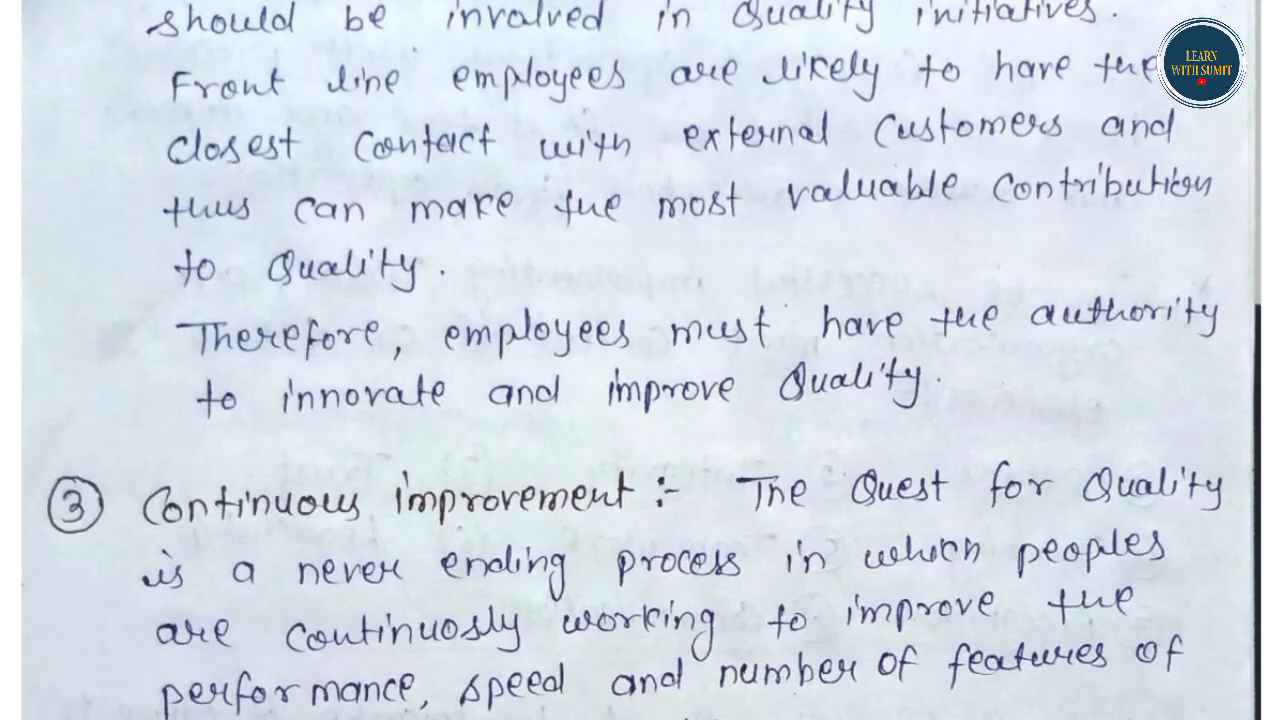 should be involved in Quality initiatives.
Front line employees are likely to have the
closest contact with external customers and
thus can make the most valuable contribution
to Quality.
Therefore, employees must have the authority
to innovate and improve Quality.
③ Continuous improvement :- The Quest for Quality
is a never ending process in which peoples
are continuosly working to improve the
performance, speed and number of features of
LEARN
WITH SUMIT